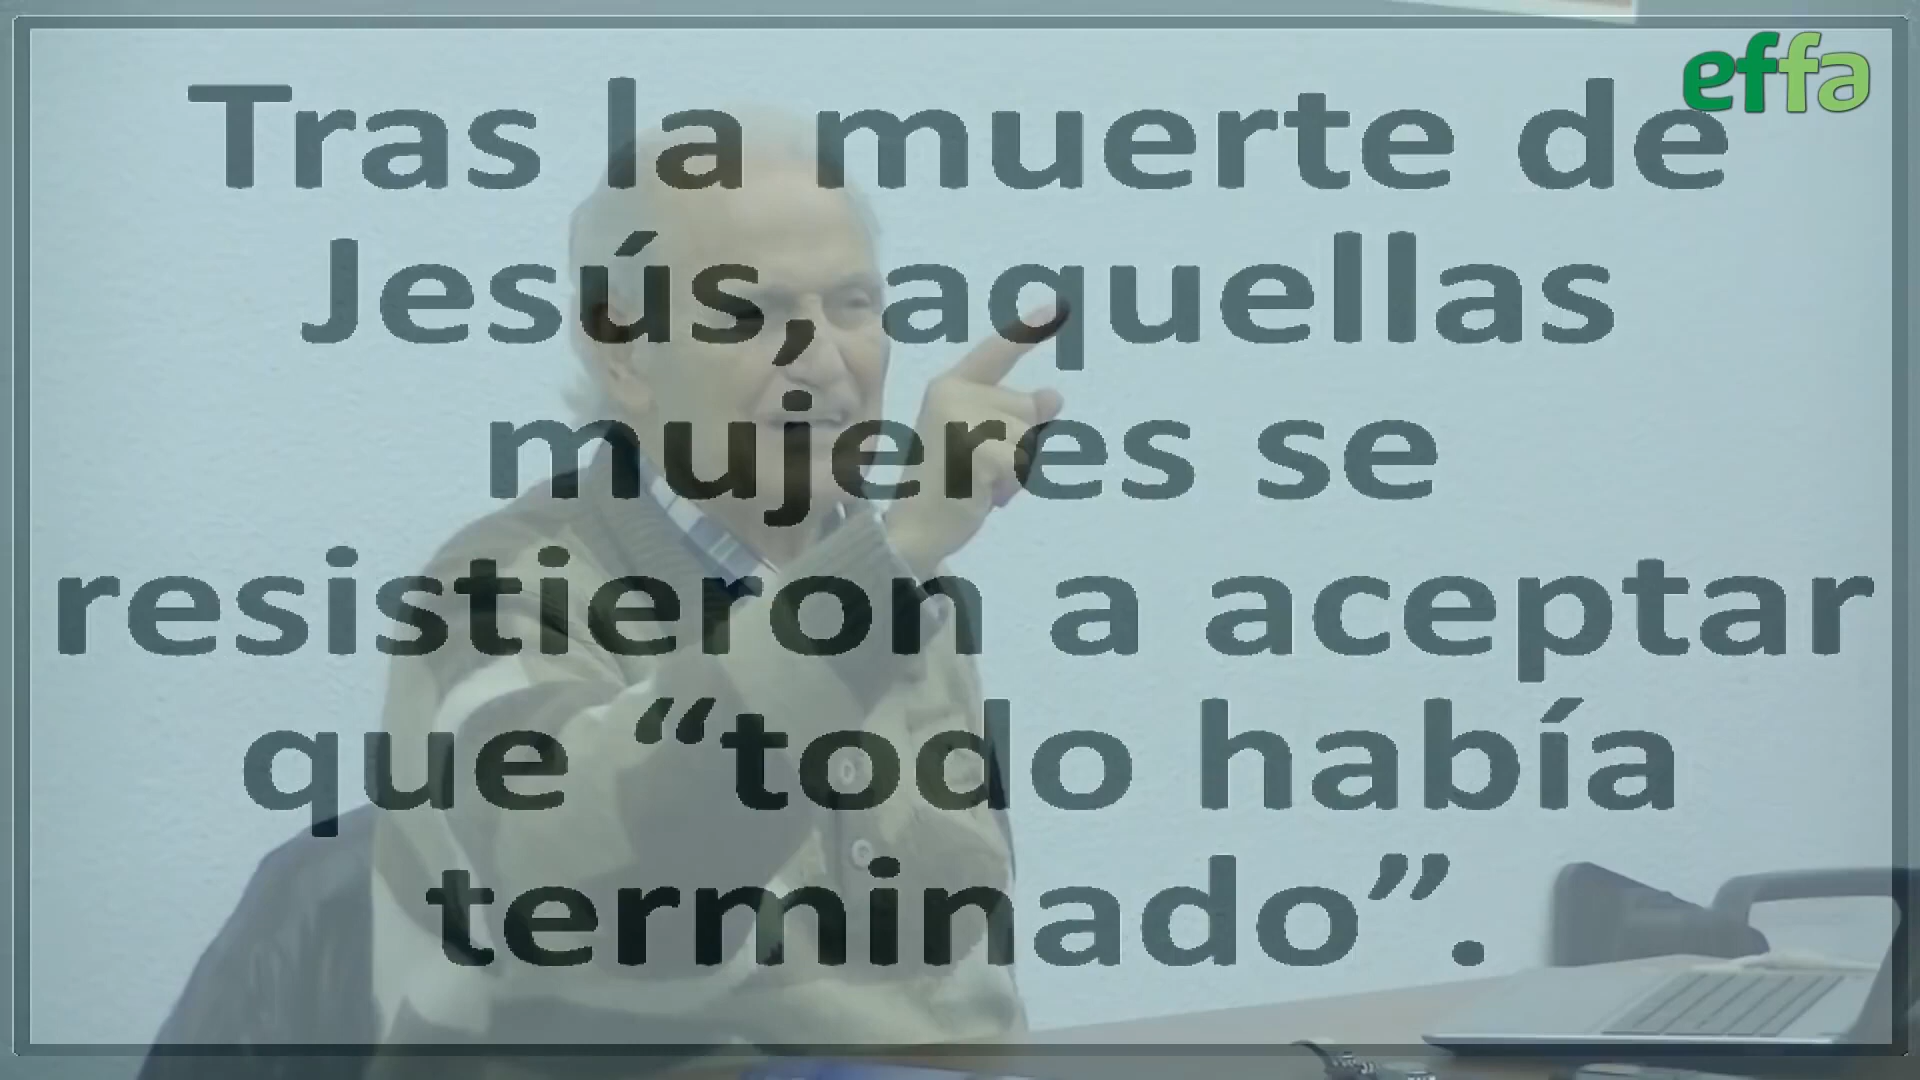 effa
Tras la muerte de
Jesús, aquellas
mujeres se
resistieron a aceptar
que “todo había
terminado”.